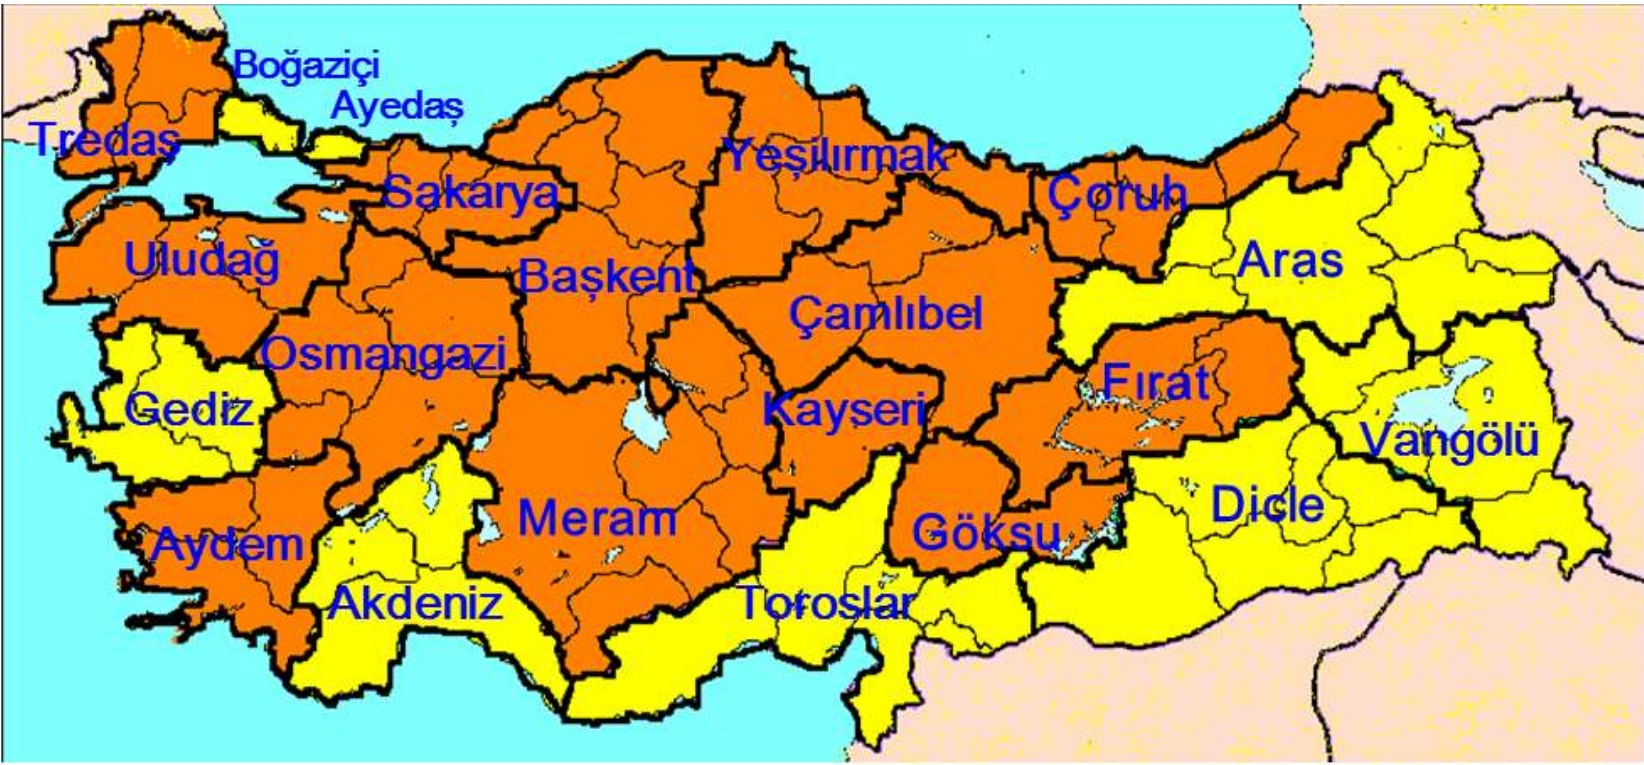 Boğaziçi
Ayedaş
Tredaş
Yeşilırmak
Sakarya
Çoruh
Uludağ
Başkent
Aras
Çamlıbel
Osmangazi
Fırat
Gediz
Kayseri
Vangölü
Meram
Dicle
Göksu
Aydem
Akdeniz
Toroslar